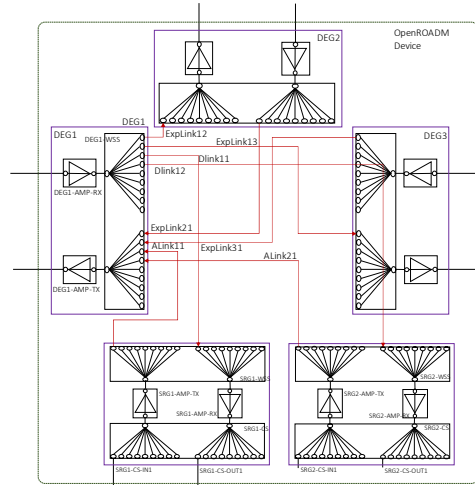 OpenROADM
Device
DEG2
DEG1
DEG1
DEG3
ExpLink12
DEG1-WSS
ExpLink13
Dlink11
Dlink12
DEG1-AMP-RX
ExpLink21
ALink11
ExpLink31
ALink21
DEG1-AMP-TX
SRG1-WSS
SRG2-WSS
SRG1-AMP-TX
SRG2-AMP-TX
SRG1-AMP-RX
SRG2-AMP-RX
SRG1-CS
SRG2-CS
SRG1-CS-IN1
SRG1-CS-OUT1
SRG2-CS-IN1
SRG2-CS-OUT1